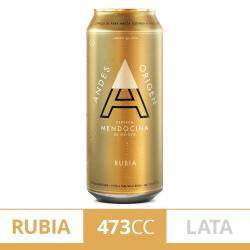 ANDES ORIGEN
CERVEZA
MENDOCINA
RUBIA
RUBIA 473CC LATA